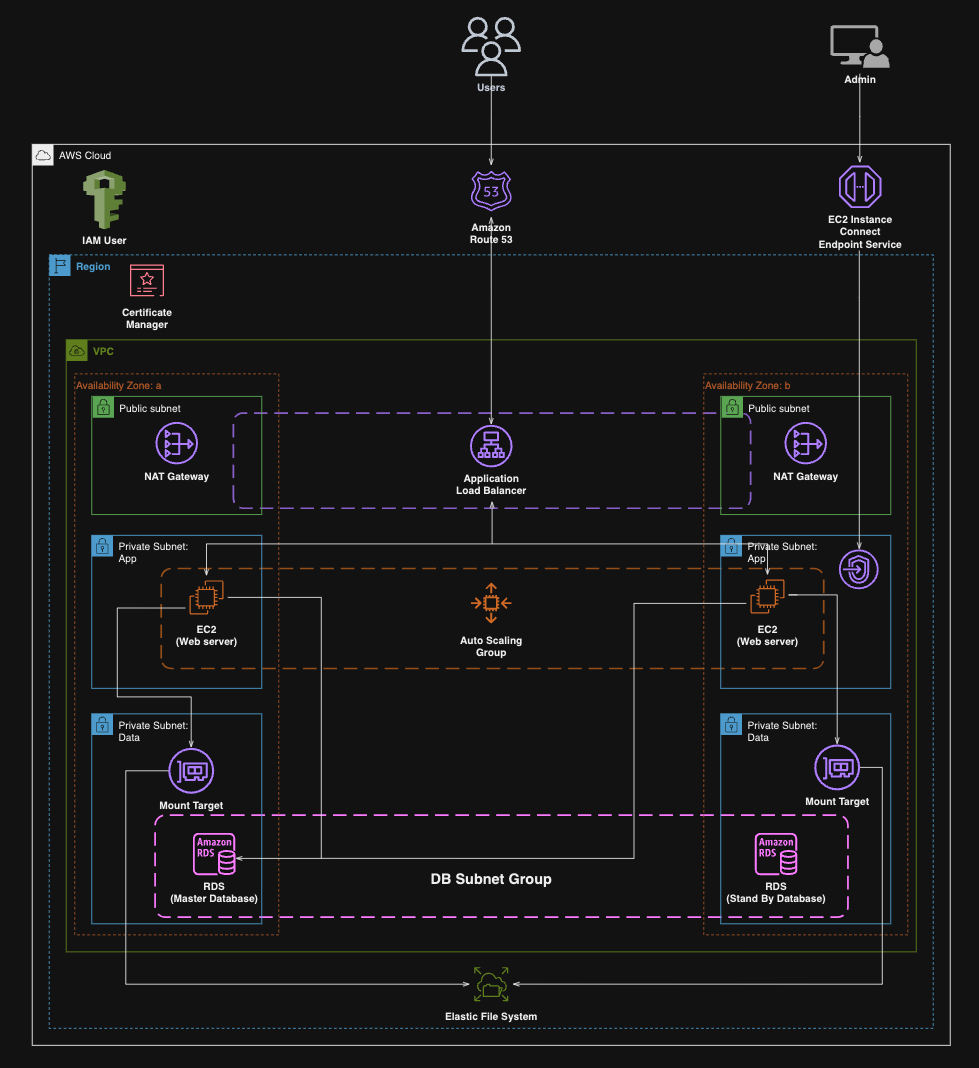 Users
Admin
AWS Cloud
53
IAM User
Amazon
Route 53
EC2 Instance
Connect
Endpoint Service
Region
Certificate
Manager
VPC
Availability Zone: a
Availability Zone: b
Public subnet
Public subnet
NAT Gateway
Application
Load Balancer
NAT Gateway
Private Subnet:
App
Private Subnet:
App
EC2
(Web server)
Auto Scaling
Group
EC2
(Web server)
Private Subnet:
Data
Private Subnet:
Data
Mount Target
Mount Target
Amazon
RDS
RDS
(Master Database)
DB Subnet Group
Amazon
RDS
RDS
(Stand By Database)
Elastic File System